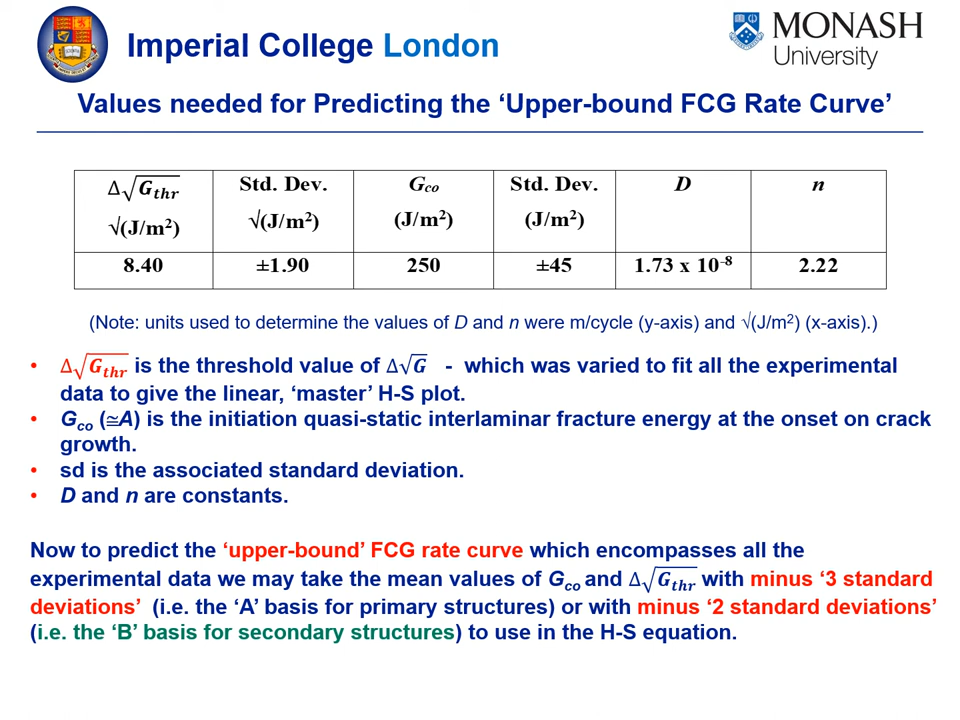 Imperial College London
MONASH
University
Values needed for Predicting the ‘Upper-bound FCG Rate Curve’
Δ√G_thr √(J/m²) | Std. Dev. √(J/m²) | G_co (J/m²) | Std. Dev. (J/m²) | D | n
8.40 | ±1.90 | 250 | ±45 | 1.73 x 10⁻⁸ | 2.22
(Note: units used to determine the values of D and n were m/cycle (y-axis) and √(J/m²) (x-axis).)
• Δ√G_thr is the threshold value of Δ√G - which was varied to fit all the experimental
data to give the linear, ‘master’ H-S plot.
• G_co (≅A) is the initiation quasi-static interlaminar fracture energy at the onset on crack
growth.
• sd is the associated standard deviation.
• D and n are constants.
Now to predict the ‘upper-bound’ FCG rate curve which encompasses all the
experimental data we may take the mean values of G_co and Δ√G_thr with minus ‘3 standard
deviations’ (i.e. the ‘A’ basis for primary structures) or with minus ‘2 standard deviations’
(i.e. the ‘B’ basis for secondary structures) to use in the H-S equation.